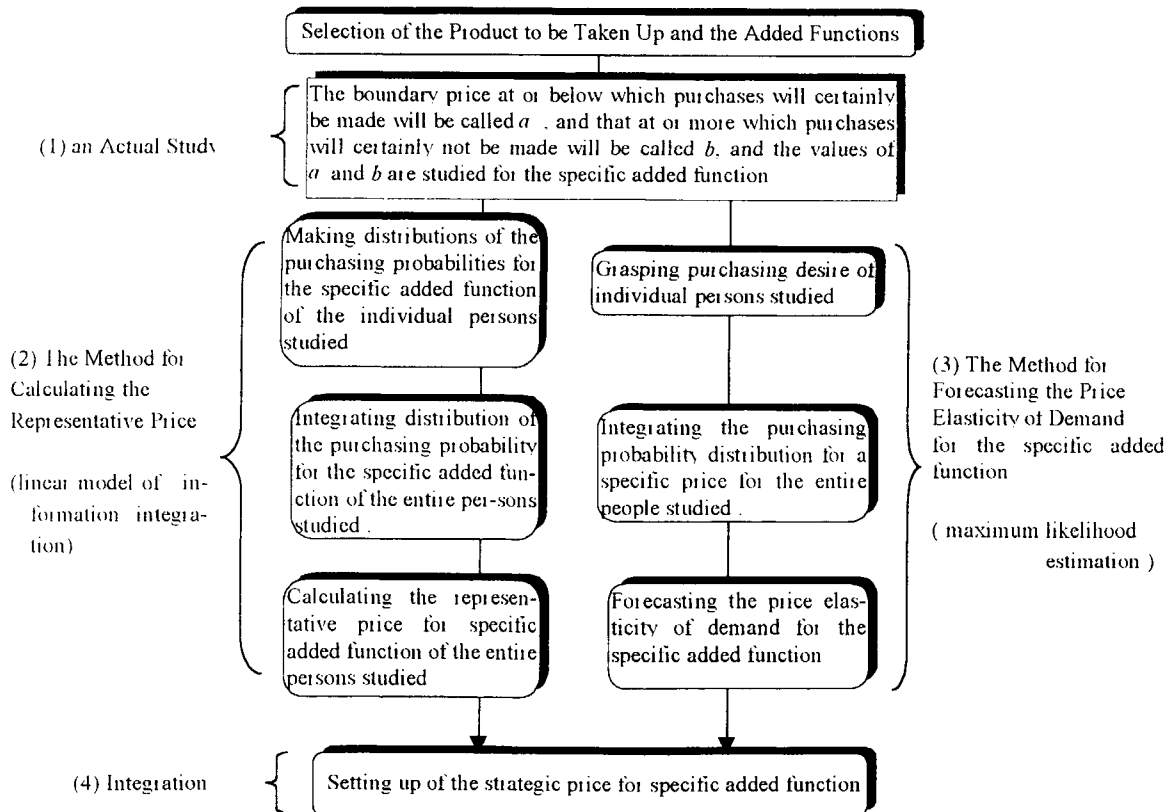 Selection of the Product to be Taken Up and the Added Functions
(1) an Actual Study
The boundary price at or below which purchases will certainly
be made will be called a , and that at or more which purchases
will certainly not be made will be called b, and the values of
a and b are studied for the specific added function
(2) The Method for
Calculating the
Representative Price
(linear model of in-
formation integra-
tion)
Making distributions of the
purchasing probabilities for
the specific added function
of the individual persons
studied
Integrating distribution of
the purchasing probability
for the specific added fun-
ction of the entire per-sons
studied .
Calculating the represen-
tative price for specific
added function of the entire
persons studied
Grasping purchasing desire of
individual persons studied
Integrating the purchasing
probability distribution for a
specific price for the entire
people studied .
Forecasting the price elas-
ticity of demand for the
specific added function
(3) The Method for
Forecasting the Price
Elasticity of Demand
for the specific added
function
( maximum likelihood
estimation )
(4) Integration
Setting up of the strategic price for specific added function